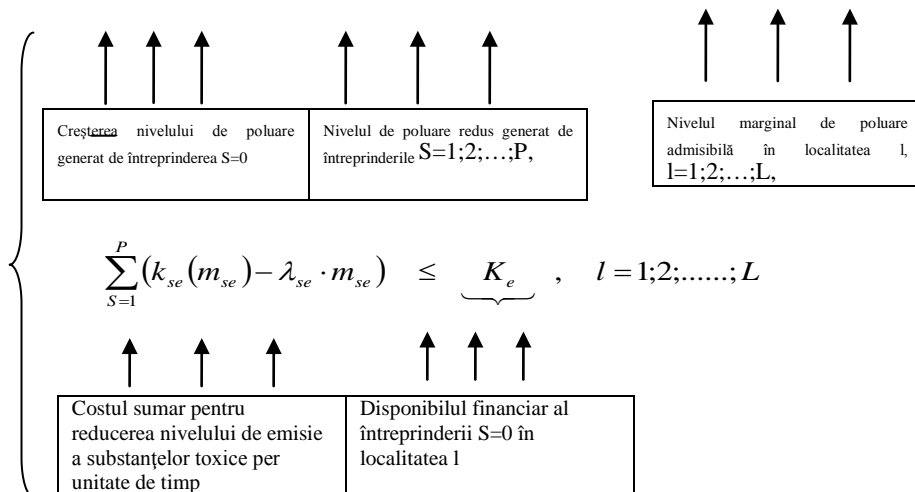 Creşterea nivelului de poluare
generat de întreprinderea S=0
Nivelul de poluare redus generat de
întreprinderile S=1;2;…;P,
Nivelul marginal de poluare
admisibilă în localitatea l,
l=1;2;…;L,
\sum_{S=1}^{P}(k_{se}(m_{se}) − λ_{se} · m_{se}) ≤ K_e , l = 1;2;......;L
Costul sumar pentru
reducerea nivelului de emisie
a substanţelor toxice per
unitate de timp
Disponibilul financiar al
întreprinderii S=0 în
localitatea l